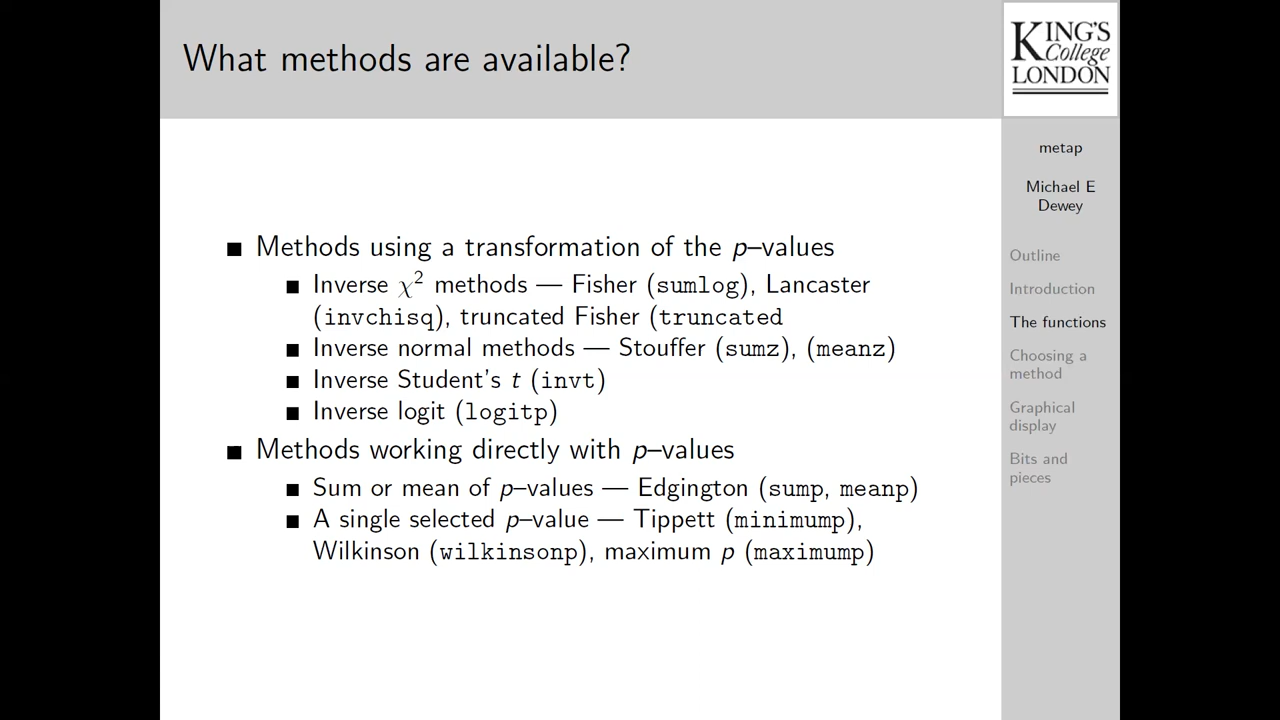 What methods are available?
Methods using a transformation of the p–values
Inverse χ² methods — Fisher (sumlog), Lancaster
(invchisq), truncated Fisher (truncated
Inverse normal methods — Stouffer (sumz), (meanz)
Inverse Student's t (invt)
Inverse logit (logitp)
Methods working directly with p–values
Sum or mean of p–values — Edgington (sump, meanp)
A single selected p–value — Tippett (minimump),
Wilkinson (wilkinsonp), maximum p (maximump)
KING'S
College
LONDON
metap
Michael E
Dewey
Outline
Introduction
The functions
Choosing a
method
Graphical
display
Bits and
pieces